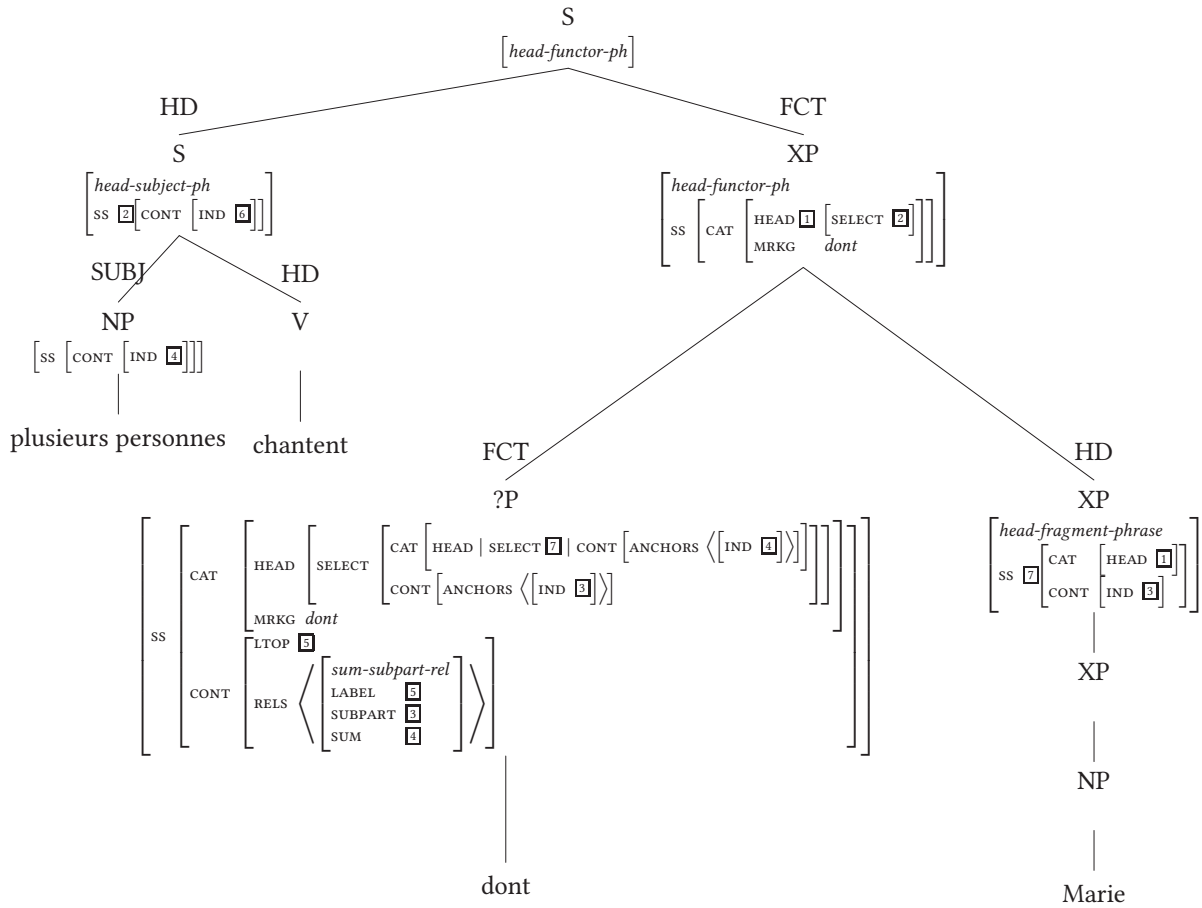 S
[head-functor-ph]
HD FCT
S XP
head-subject-ph
SS 2[CONT [IND 6]]
head-functor-ph
SS [CAT [HEAD 1 [SELECT 2]
MRKG dont]]
SUBJ HD
NP V
[SS [CONT [IND 4]]]
plusieurs personnes chantent
FCT HD
?P XP
SS
CAT
HEAD
SELECT
CAT [HEAD | SELECT 7 | CONT [ANCHORS ⟨[IND 4]⟩]]
CONT [ANCHORS ⟨[IND 3]⟩]
MRKG dont
CONT
LTOP 5
RELS
sum-subpart-rel
LABEL 5
SUBPART 3
SUM 4
head-fragment-phrase
SS 7
CAT [HEAD 1]
CONT [IND 3]
XP
NP
dont Marie